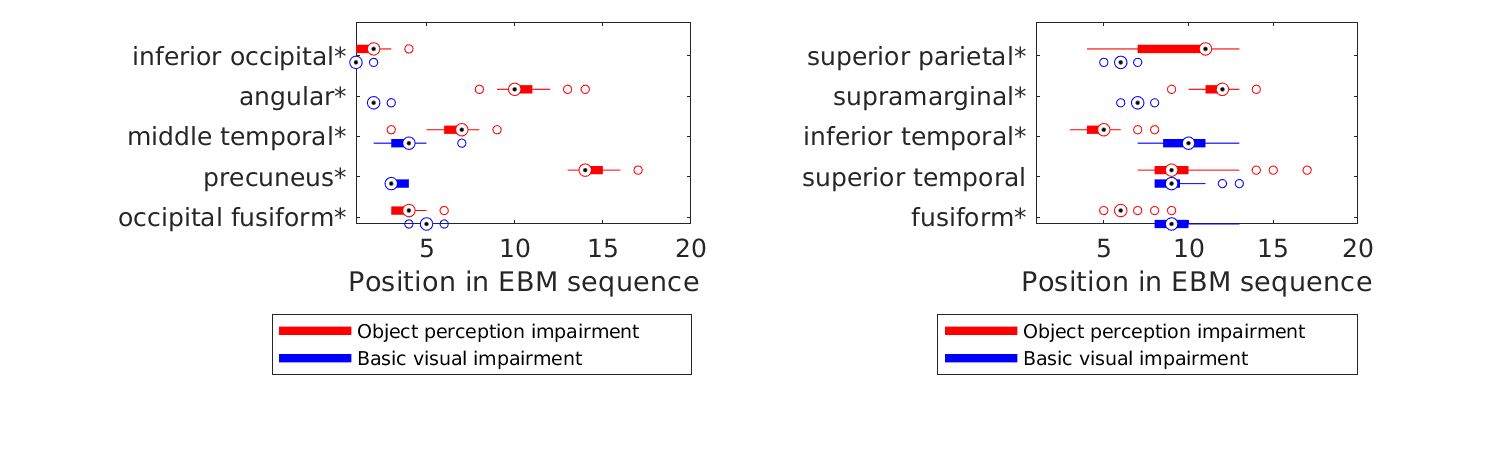 inferior occipital*
angular*
middle temporal*
precuneus*
occipital fusiform*
5 10 15 20
Position in EBM sequence
Object perception impairment
Basic visual impairment
superior parietal*
supramarginal*
inferior temporal*
superior temporal
fusiform*
5 10 15 20
Position in EBM sequence
Object perception impairment
Basic visual impairment